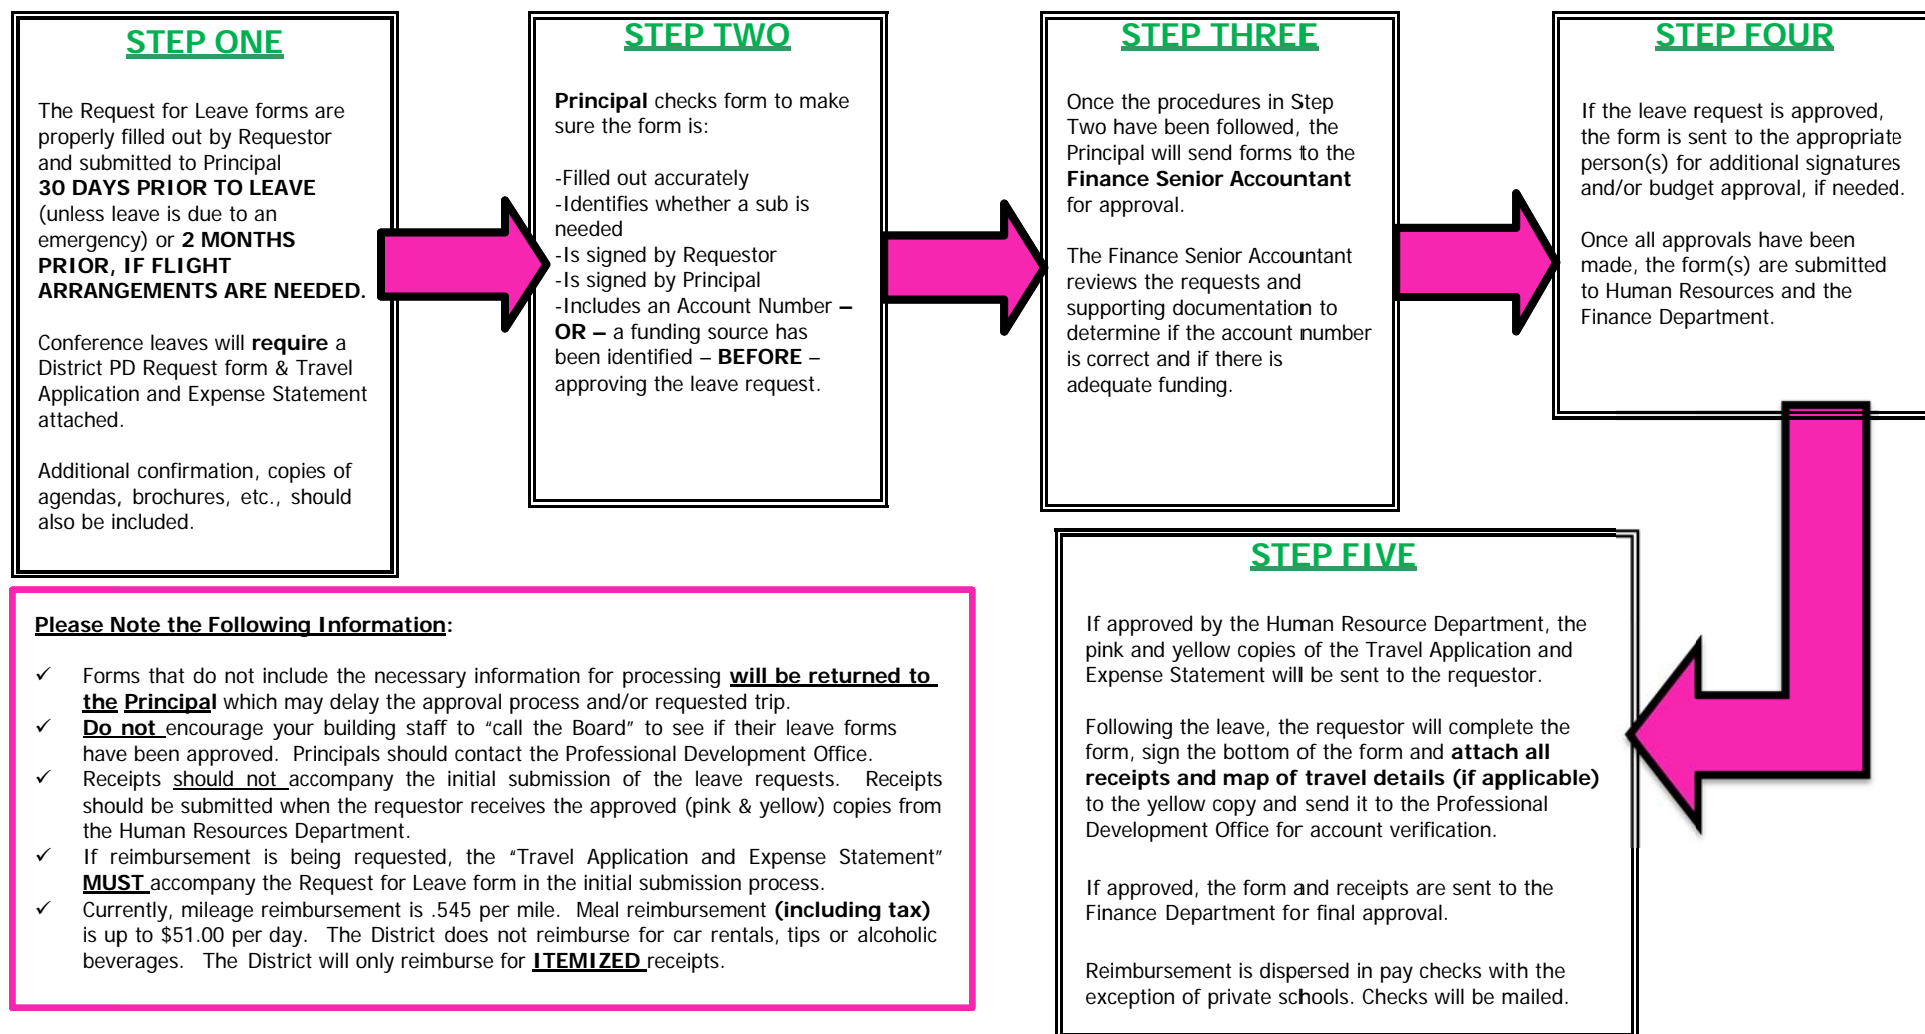 STEP ONE
The Request for Leave forms are
properly filled out by Requestor
and submitted to Principal
30 DAYS PRIOR TO LEAVE
(unless leave is due to an
emergency) or 2 MONTHS
PRIOR, IF FLIGHT
ARRANGEMENTS ARE NEEDED.
Conference leaves will require a
District PD Request form & Travel
Application and Expense Statement
attached.
Additional confirmation, copies of
agendas, brochures, etc., should
also be included.
STEP TWO
Principal checks form to make
sure the form is:
-Filled out accurately
-Identifies whether a sub is
needed
-Is signed by Requestor
-Is signed by Principal
-Includes an Account Number –
OR – a funding source has
been identified – BEFORE –
approving the leave request.
STEP THREE
Once the procedures in Step
Two have been followed, the
Principal will send forms to the
Finance Senior Accountant
for approval.
The Finance Senior Accountant
reviews the requests and
supporting documentation to
determine if the account number
is correct and if there is
adequate funding.
STEP FOUR
If the leave request is approved,
the form is sent to the appropriate
person(s) for additional signatures
and/or budget approval, if needed.
Once all approvals have been
made, the form(s) are submitted
to Human Resources and the
Finance Department.
STEP FIVE
If approved by the Human Resource Department, the
pink and yellow copies of the Travel Application and
Expense Statement will be sent to the requestor.
Following the leave, the requestor will complete the
form, sign the bottom of the form and attach all
receipts and map of travel details (if applicable)
to the yellow copy and send it to the Professional
Development Office for account verification.
If approved, the form and receipts are sent to the
Finance Department for final approval.
Reimbursement is dispersed in pay checks with the
exception of private schools. Checks will be mailed.
Please Note the Following Information:
✓ Forms that do not include the necessary information for processing will be returned to
the Principal which may delay the approval process and/or requested trip.
✓ Do not encourage your building staff to “call the Board” to see if their leave forms
have been approved. Principals should contact the Professional Development Office.
✓ Receipts should not accompany the initial submission of the leave requests. Receipts
should be submitted when the requestor receives the approved (pink & yellow) copies from
the Human Resources Department.
✓ If reimbursement is being requested, the “Travel Application and Expense Statement”
MUST accompany the Request for Leave form in the initial submission process.
✓ Currently, mileage reimbursement is .545 per mile. Meal reimbursement (including tax)
is up to $51.00 per day. The District does not reimburse for car rentals, tips or alcoholic
beverages. The District will only reimburse for ITEMIZED receipts.